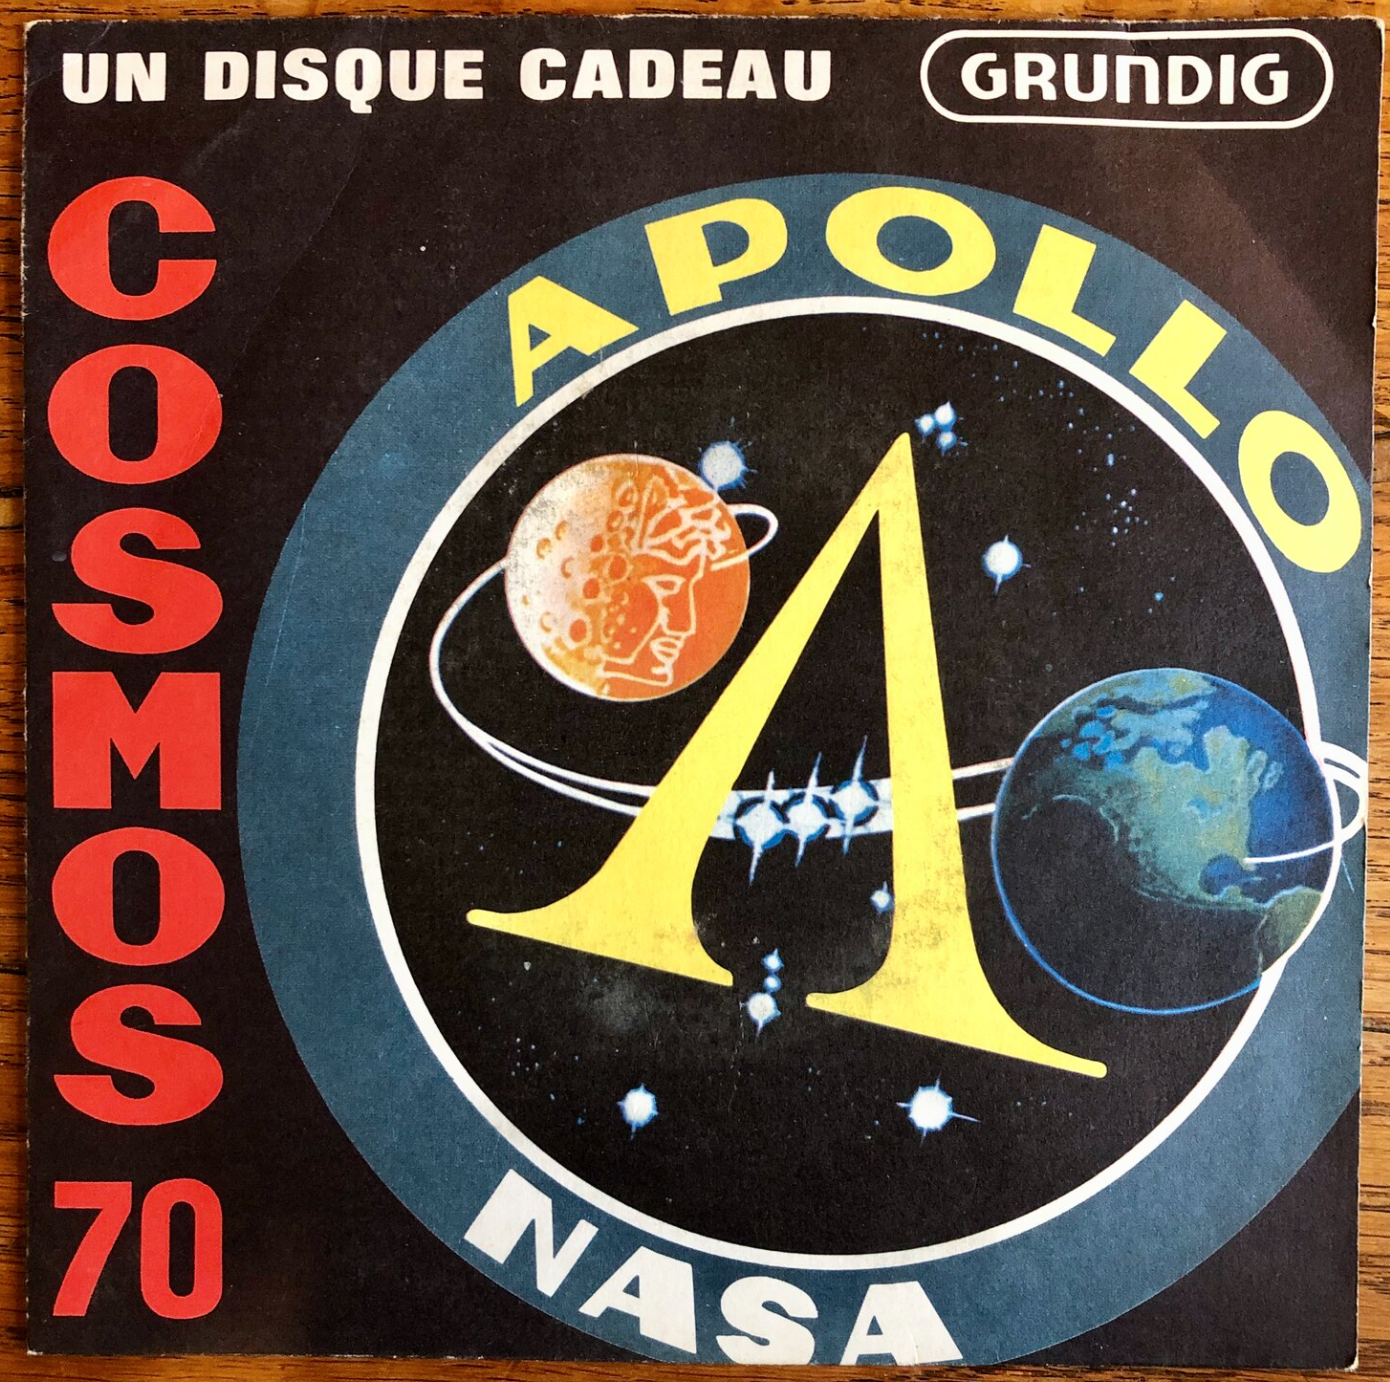 UN DISQUE CADEAU
GRUNDIG
COSMOS
70
APOLLO
A
NASA